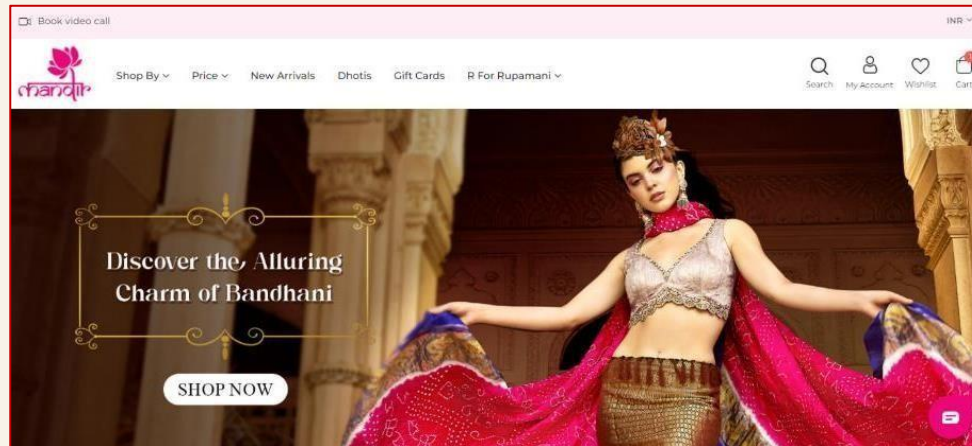 Book video call
INR
mandir
Shop By
Price
New Arrivals
Dhotis
Gift Cards
R For Rupamani
Search
My Account
Wishlist
Cart
Discover the Alluring
Charm of Bandhani
SHOP NOW